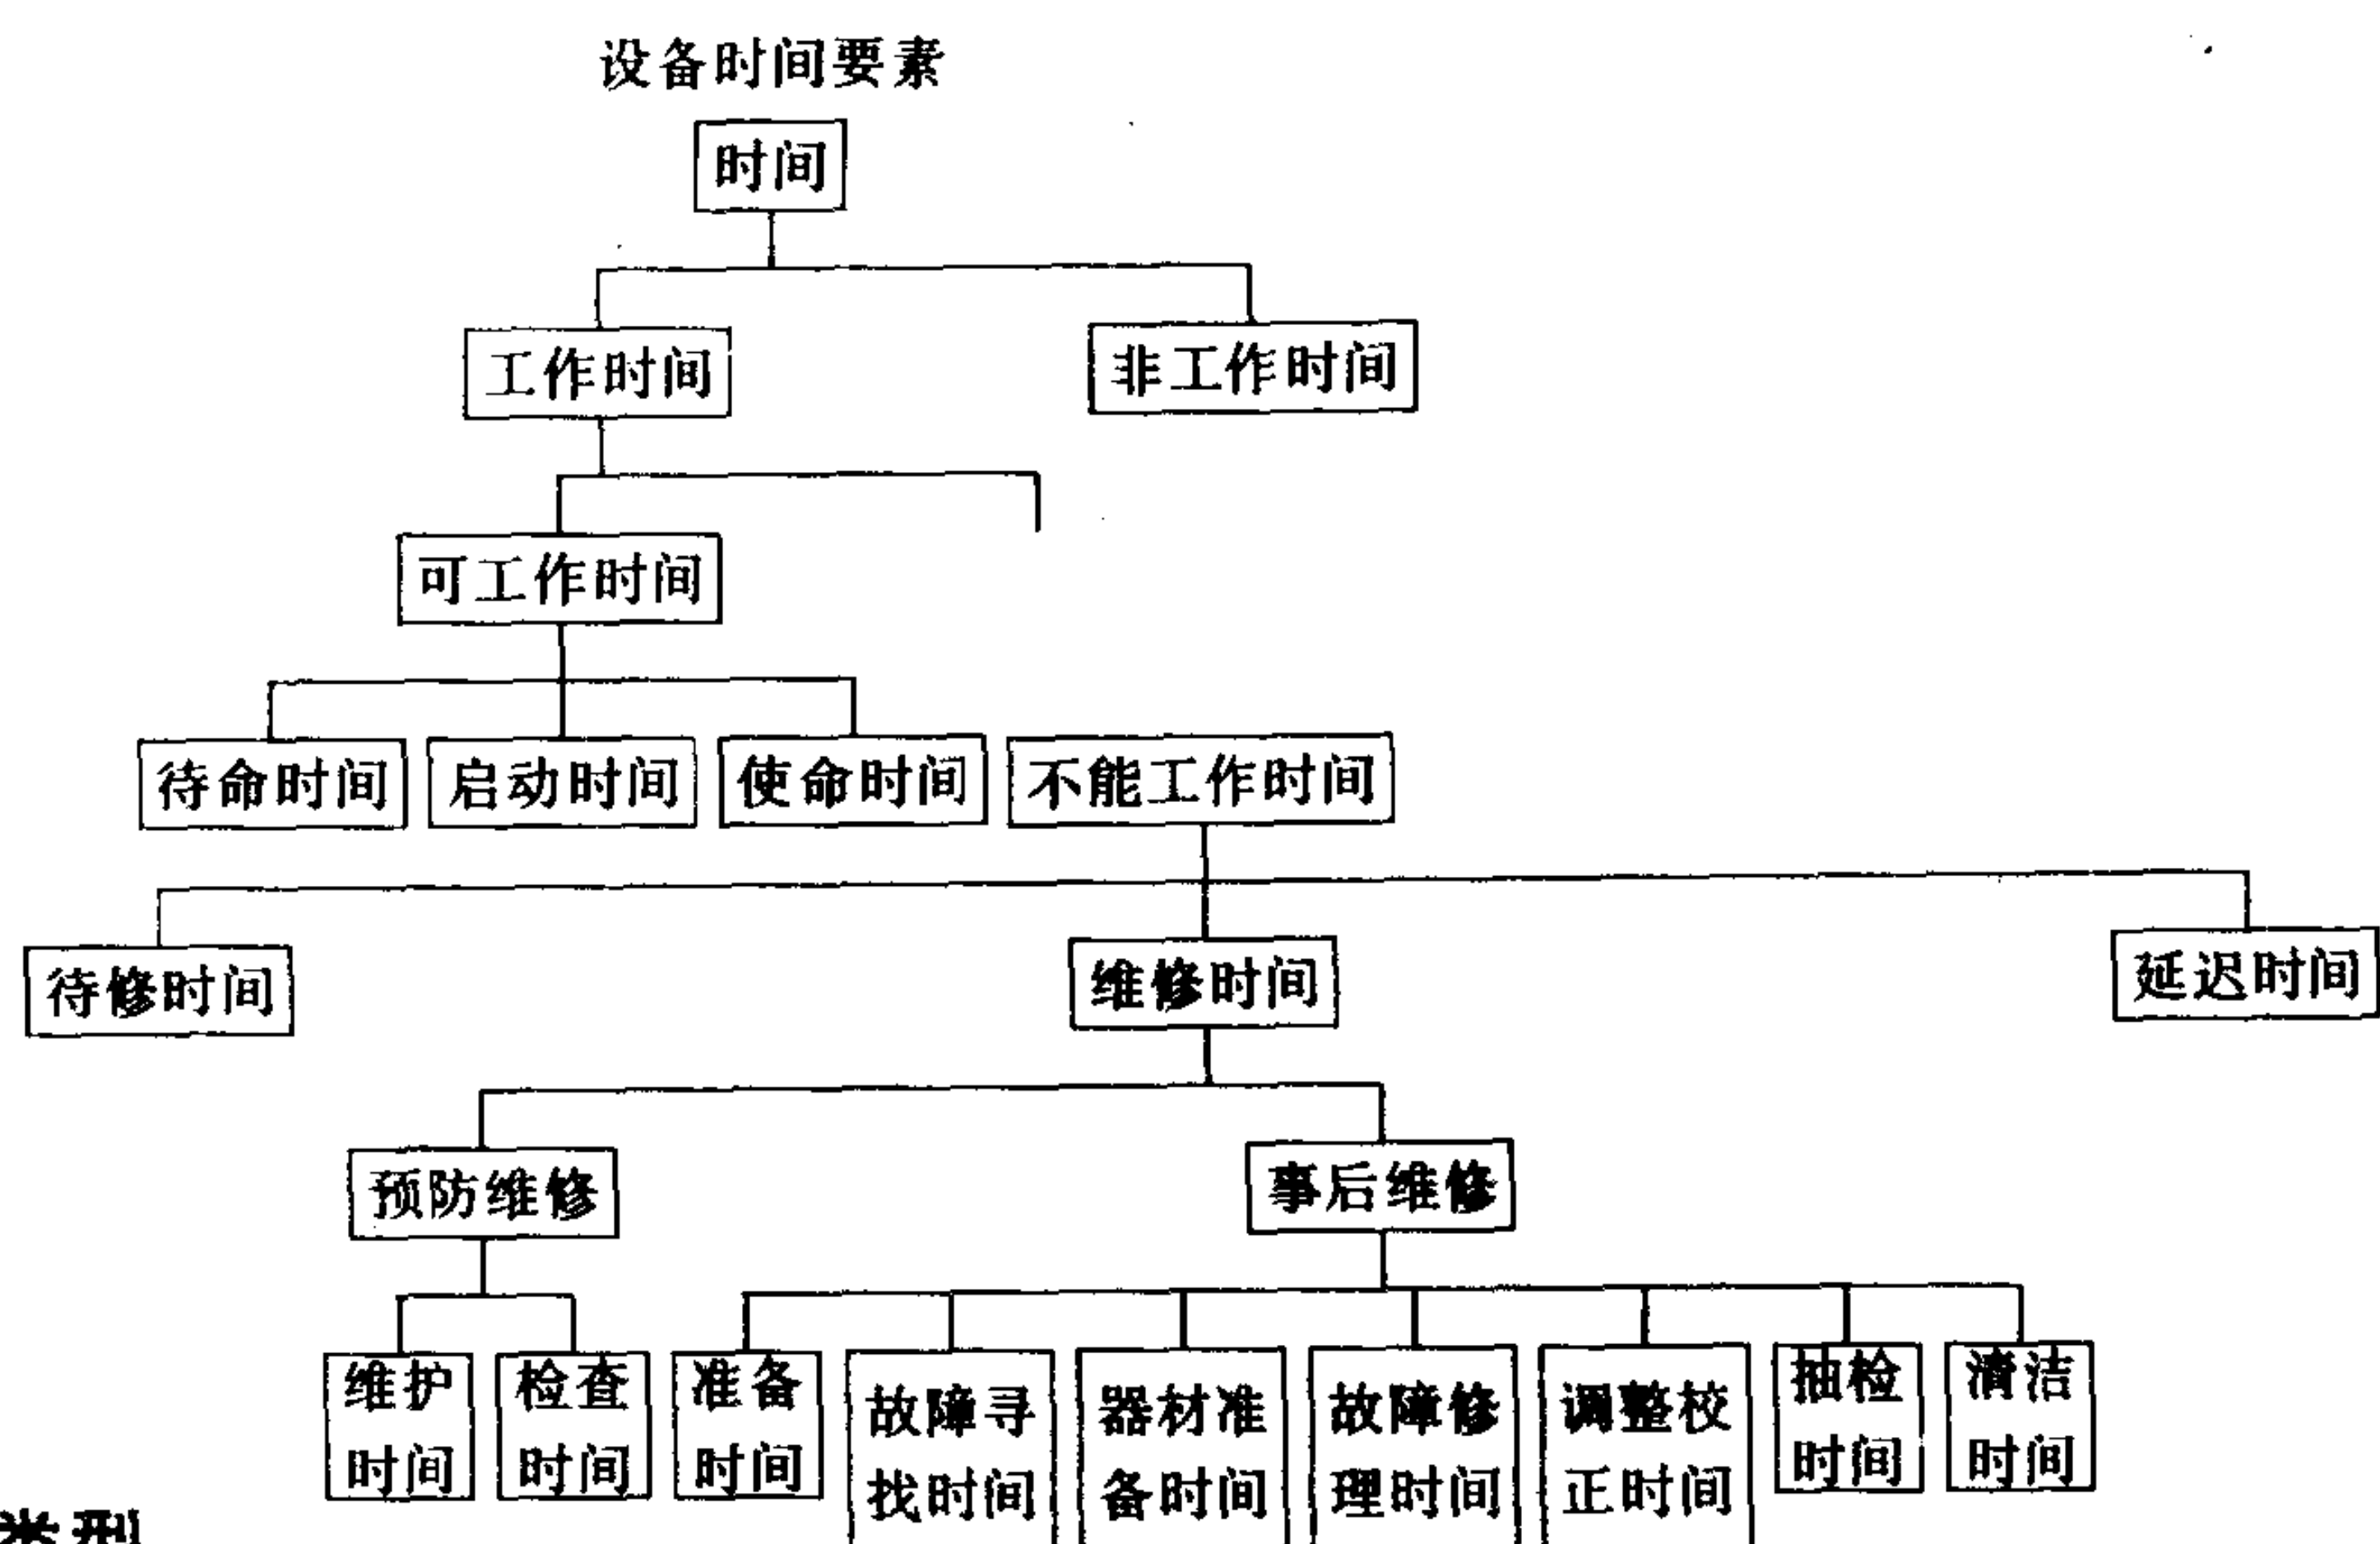 设备时间要素
时间
工作时间
非工作时间
可工作时间
待命时间
启动时间
使命时间
不能工作时间
待修时间
维修时间
延迟时间
预防维修
事后维修
维护
时间
检查
时间
准备
时间
故障寻
找时间
器材准
备时间
故障修
理时间
调整校
正时间
抽检
时间
清洁
时间
类型